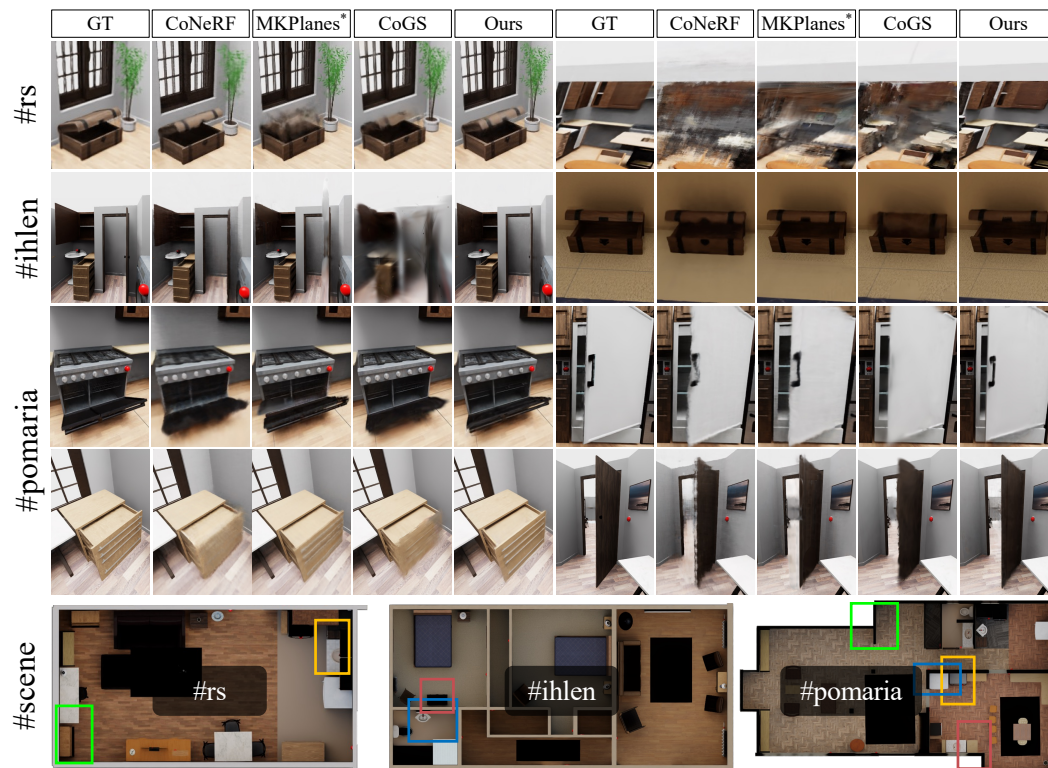 GT CoNeRF MKPlanes* CoGS Ours GT CoNeRF MKPlanes* CoGS Ours
#rs
#ihlen
#pomaria
#scene
#rs #ihlen #pomaria